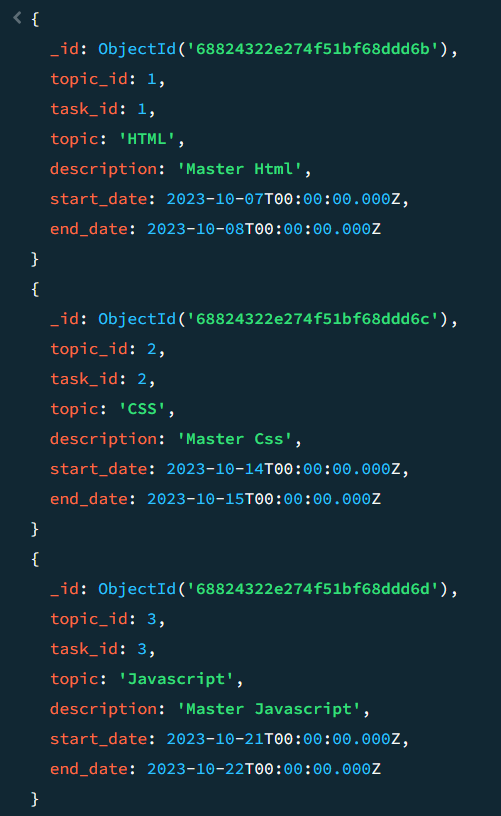 {
_id: ObjectId('68824322e274f51bf68ddd6b'),
topic_id: 1,
task_id: 1,
topic: 'HTML',
description: 'Master Html',
start_date: 2023-10-07T00:00:00.000Z,
end_date: 2023-10-08T00:00:00.000Z
}
{
_id: ObjectId('68824322e274f51bf68ddd6c'),
topic_id: 2,
task_id: 2,
topic: 'CSS',
description: 'Master Css',
start_date: 2023-10-14T00:00:00.000Z,
end_date: 2023-10-15T00:00:00.000Z
}
{
_id: ObjectId('68824322e274f51bf68ddd6d'),
topic_id: 3,
task_id: 3,
topic: 'Javascript',
description: 'Master Javascript',
start_date: 2023-10-21T00:00:00.000Z,
end_date: 2023-10-22T00:00:00.000Z
}